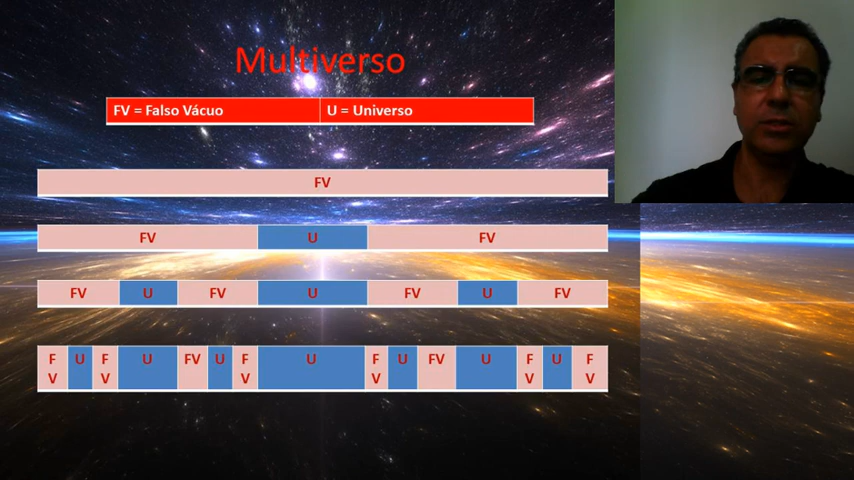 Multiverso
FV = Falso Vácuo U = Universo
FV
FV U FV
FV U FV U FV U FV
F V U F V U FV U F V U F V U FV U F V U F V